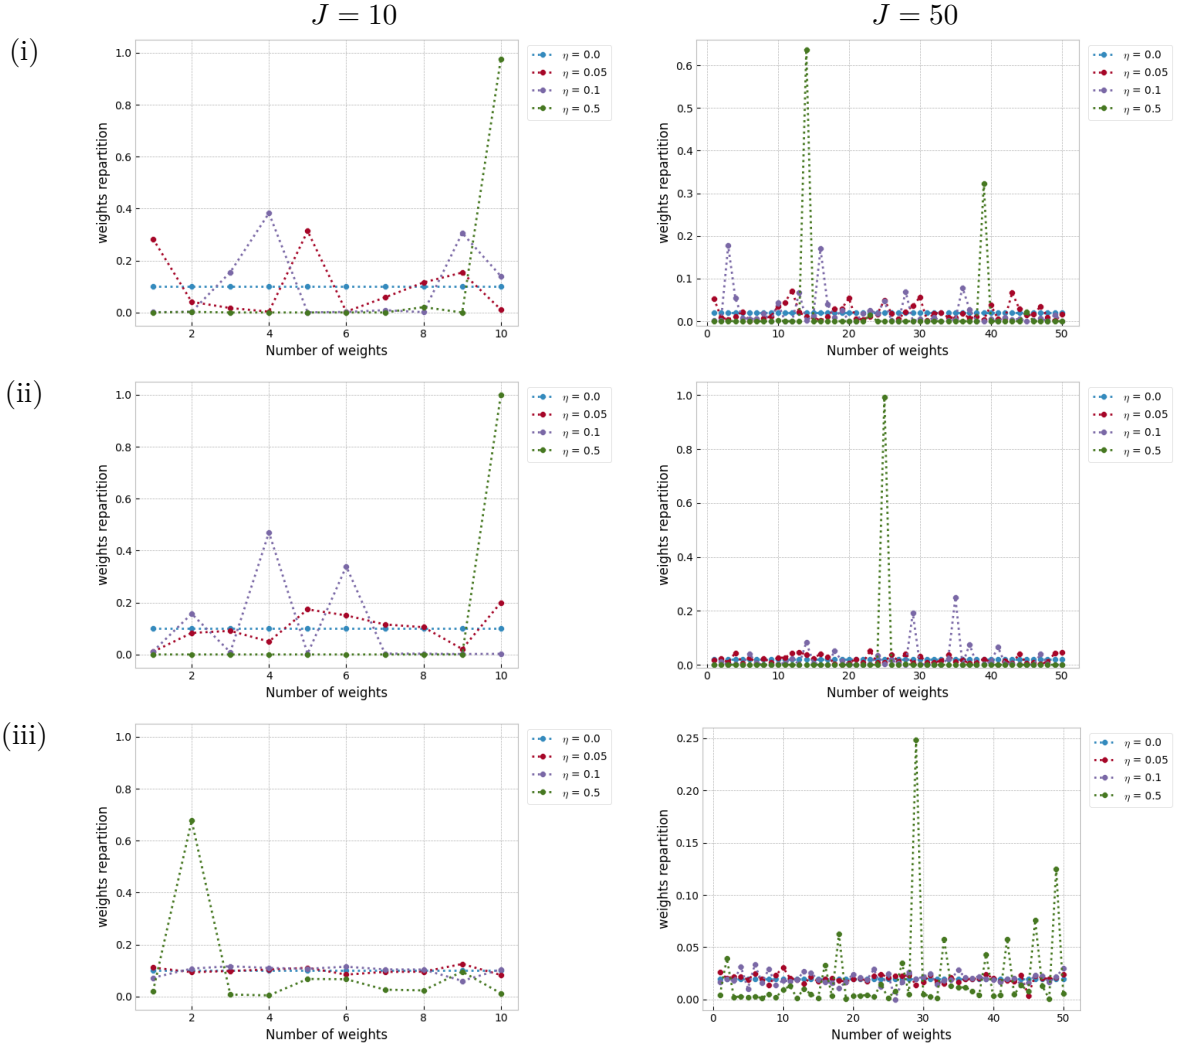 J = 10
J = 50
(i)
weights repartition
1.0
0.8
0.6
0.4
0.2
0.0
2
4
6
8
10
Number of weights
η = 0.0
η = 0.05
η = 0.1
η = 0.5
weights repartition
0.6
0.5
0.4
0.3
0.2
0.1
0.0
0
10
20
30
40
50
Number of weights
η = 0.0
η = 0.05
η = 0.1
η = 0.5
(ii)
weights repartition
1.0
0.8
0.6
0.4
0.2
0.0
2
4
6
8
10
Number of weights
η = 0.0
η = 0.05
η = 0.1
η = 0.5
weights repartition
1.0
0.8
0.6
0.4
0.2
0.0
0
10
20
30
40
50
Number of weights
η = 0.0
η = 0.05
η = 0.1
η = 0.5
(iii)
weights repartition
1.0
0.8
0.6
0.4
0.2
0.0
2
4
6
8
10
Number of weights
η = 0.0
η = 0.05
η = 0.1
η = 0.5
weights repartition
0.25
0.20
0.15
0.10
0.05
0.00
0
10
20
30
40
50
Number of weights
η = 0.0
η = 0.05
η = 0.1
η = 0.5